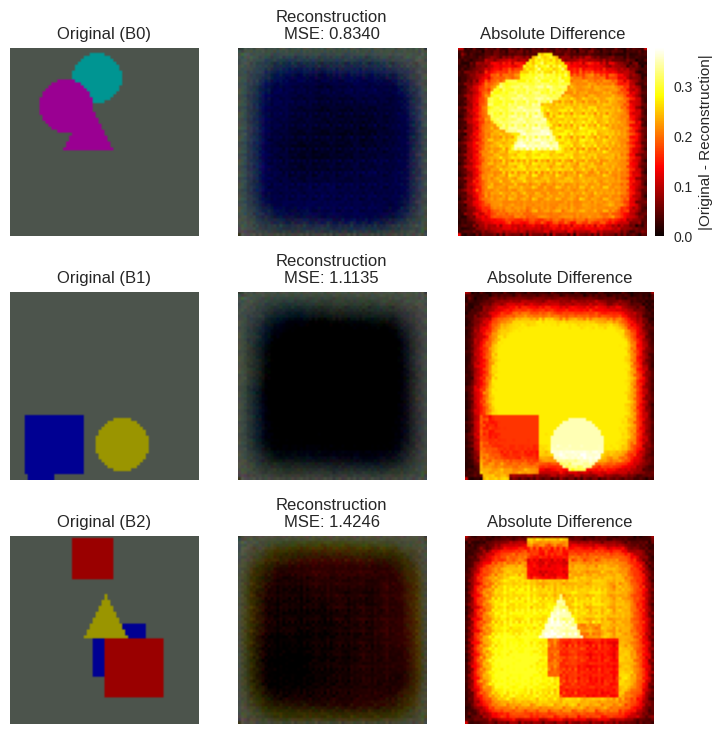 Original (B0)
Reconstruction
MSE: 0.8340
Absolute Difference
0.3
0.2
0.1
0.0
|Original - Reconstruction|
Original (B1)
Reconstruction
MSE: 1.1135
Absolute Difference
Original (B2)
Reconstruction
MSE: 1.4246
Absolute Difference